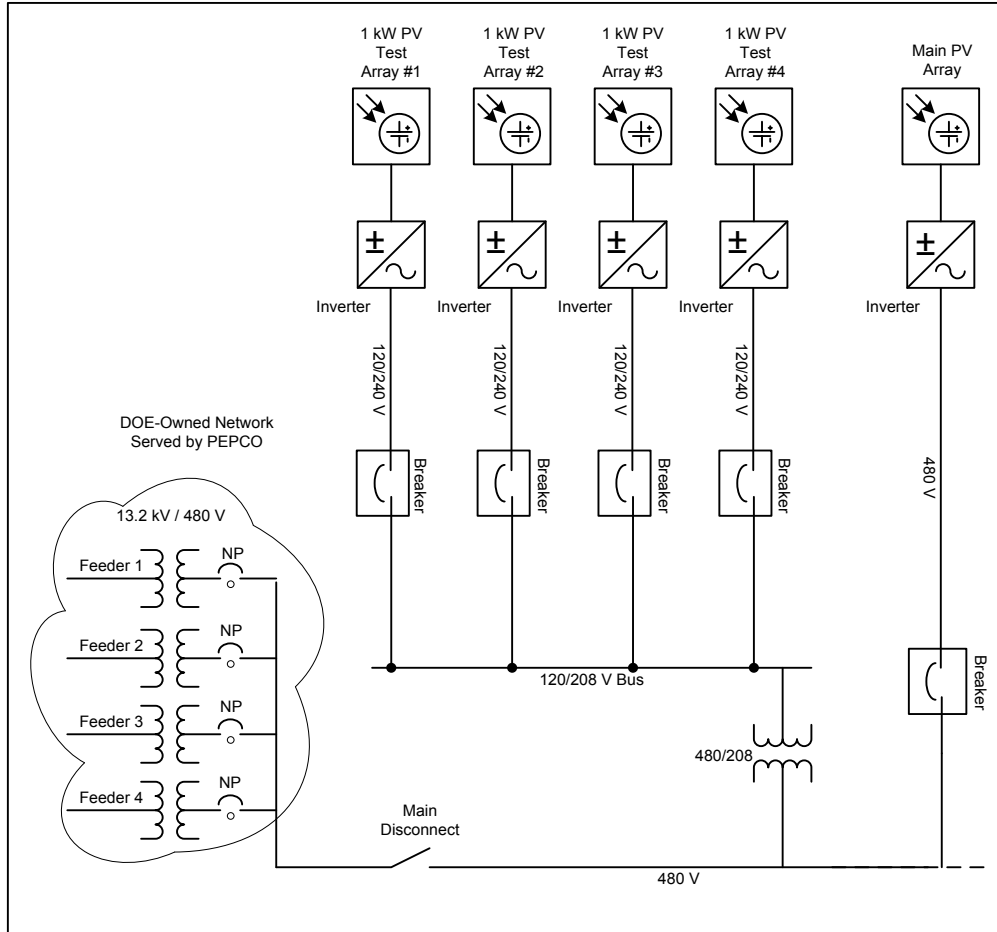 1 kW PV
Test
Array #1
1 kW PV
Test
Array #2
1 kW PV
Test
Array #3
1 kW PV
Test
Array #4
Main PV
Array
±
±
±
±
±
Inverter
Inverter
Inverter
Inverter
Inverter
120/240 V
120/240 V
120/240 V
120/240 V
480 V
DOE-Owned Network
Served by PEPCO
Breaker
Breaker
Breaker
Breaker
Breaker
13.2 kV / 480 V
Feeder 1
NP
Feeder 2
NP
Feeder 3
NP
Feeder 4
NP
120/208 V Bus
480/208
Main
Disconnect
480 V